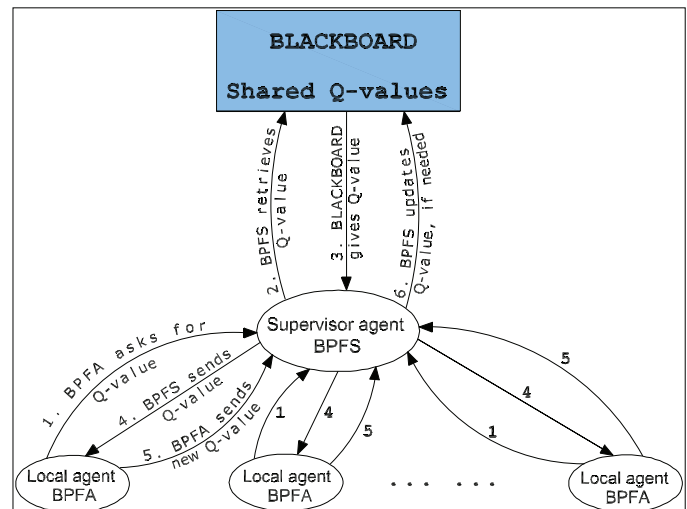 BLACKBOARD
Shared Q-values
2. BPFS retrieves
Q-value
3. BLACKBOARD
gives Q-value
6. BPFS updates
Q-value, if needed
Supervisor agent
BPFS
1. BPFA asks for
Q-value
4. BPFS sends
Q-value
5. BPFA sends
new Q-value
1
4
5
1
4
5
Local agent
BPFA
Local agent
BPFA
... ...
Local agent
BPFA